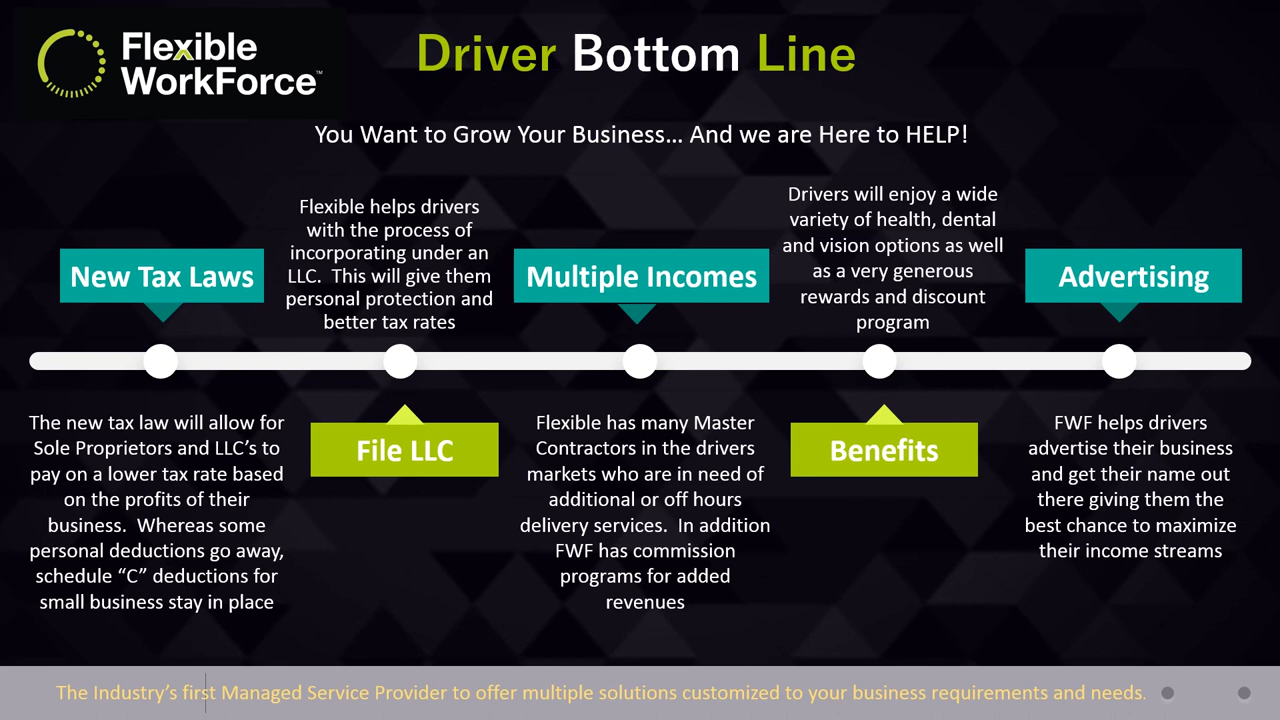 Flexible
WorkForce™
Driver Bottom Line
You Want to Grow Your Business... And we are Here to HELP!
New Tax Laws
The new tax law will allow for
Sole Proprietors and LLC’s to
pay on a lower tax rate based
on the profits of their
business.  Whereas some
personal deductions go away,
schedule “C” deductions for
small business stay in place
Flexible helps drivers
with the process of
incorporating under an
LLC.  This will give them
personal protection and
better tax rates
File LLC
Multiple Incomes
Flexible has many Master
Contractors in the drivers
markets who are in need of
additional or off hours
delivery services.  In addition
FWF has commission
programs for added
revenues
Drivers will enjoy a wide
variety of health, dental
and vision options as well
as a very generous
rewards and discount
program
Benefits
Advertising
FWF helps drivers
advertise their business
and get their name out
there giving them the
best chance to maximize
their income streams
The Industry’s first Managed Service Provider to offer multiple solutions customized to your business requirements and needs.